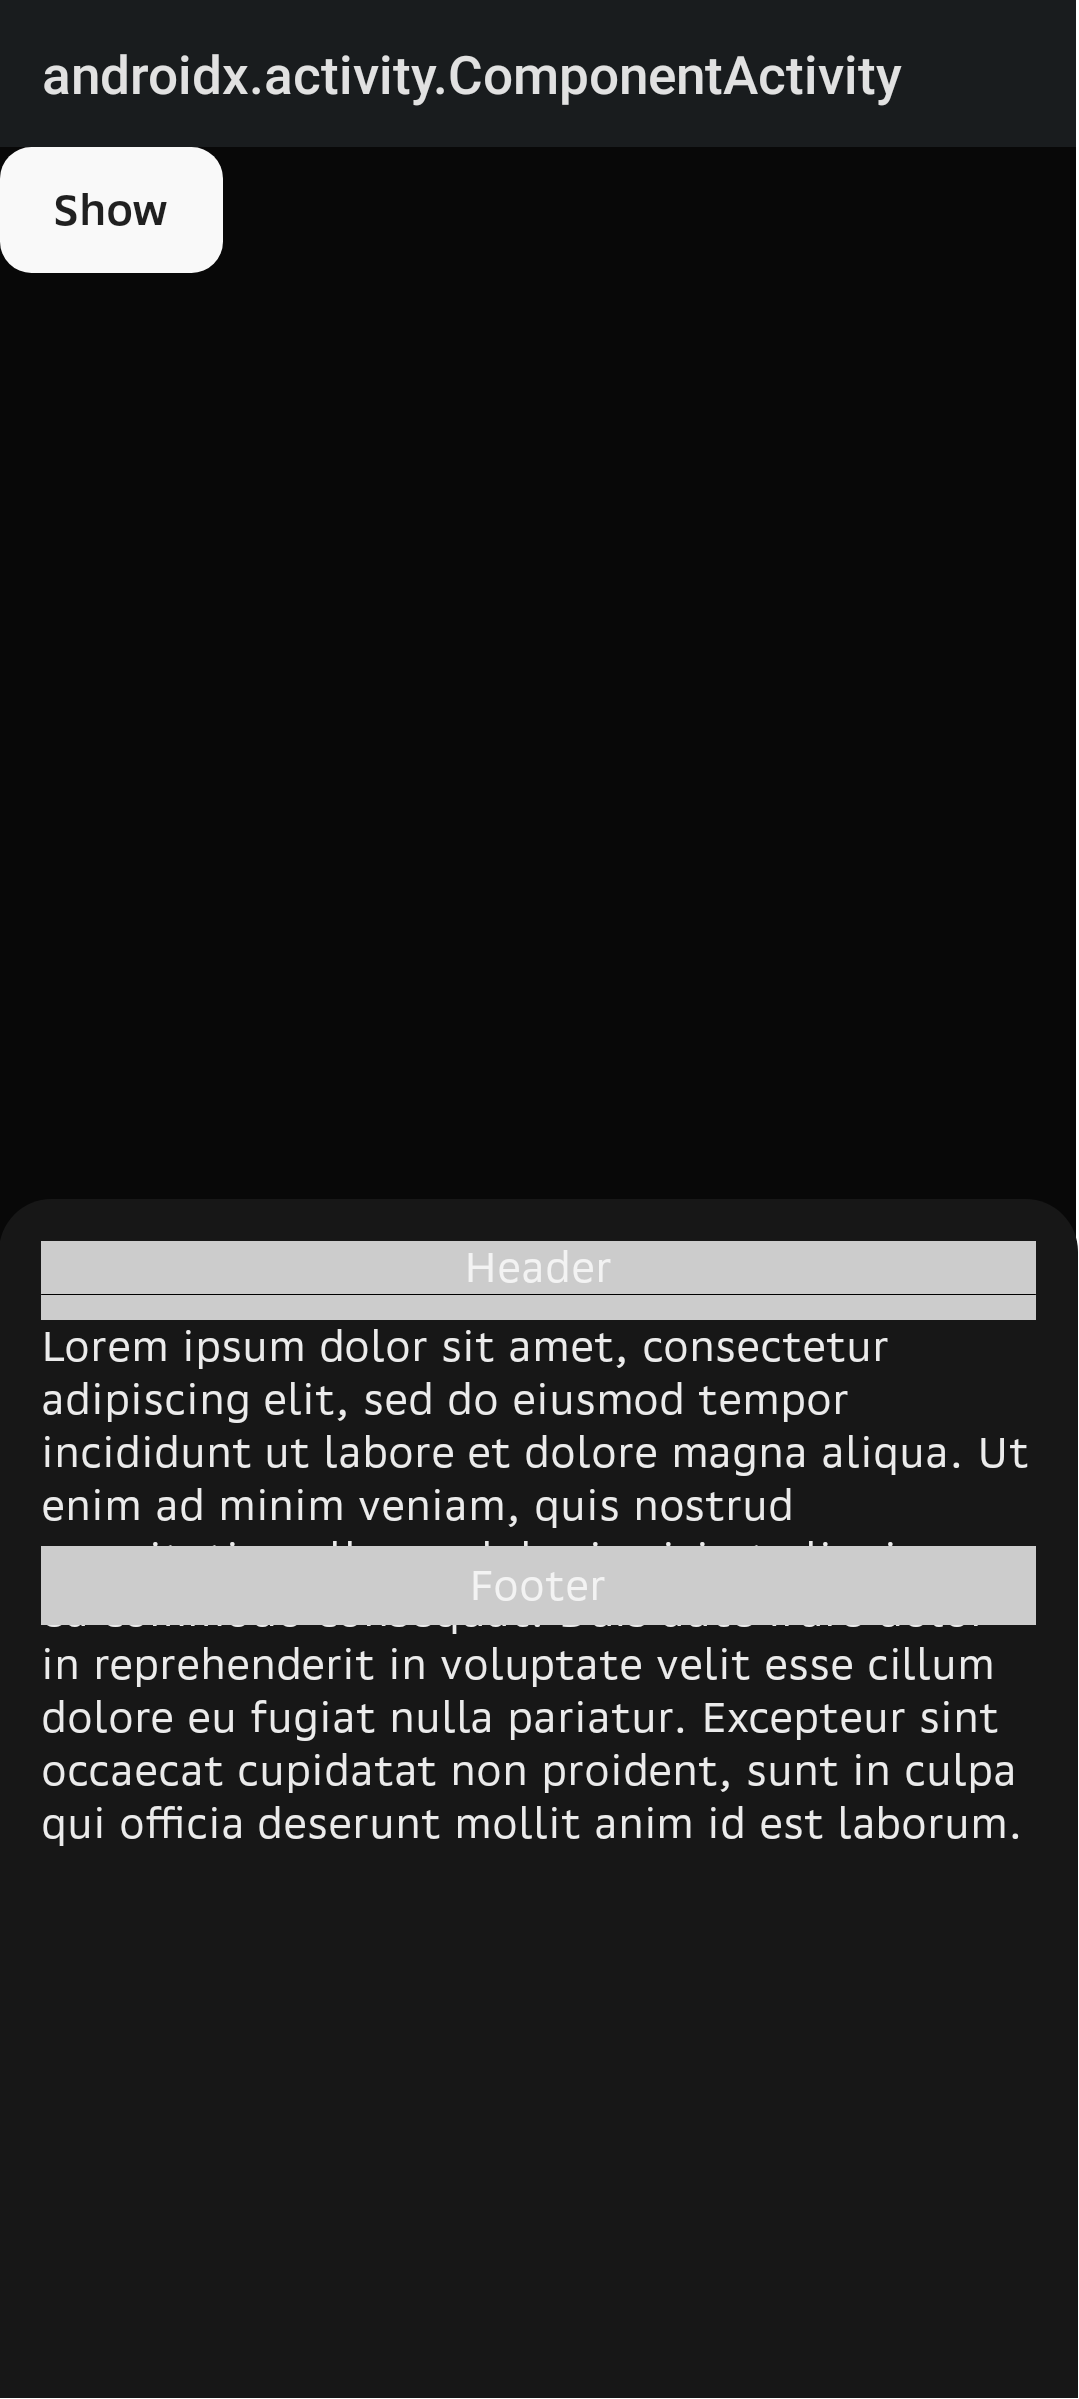 androidx.activity.ComponentActivity
Show
Header
Lorem ipsum dolor sit amet, consectetur
adipiscing elit, sed do eiusmod tempor
incididunt ut labore et dolore magna aliqua. Ut
enim ad minim veniam, quis nostrud
Footer
in reprehenderit in voluptate velit esse cillum
dolore eu fugiat nulla pariatur. Excepteur sint
occaecat cupidatat non proident, sunt in culpa
qui officia deserunt mollit anim id est laborum.